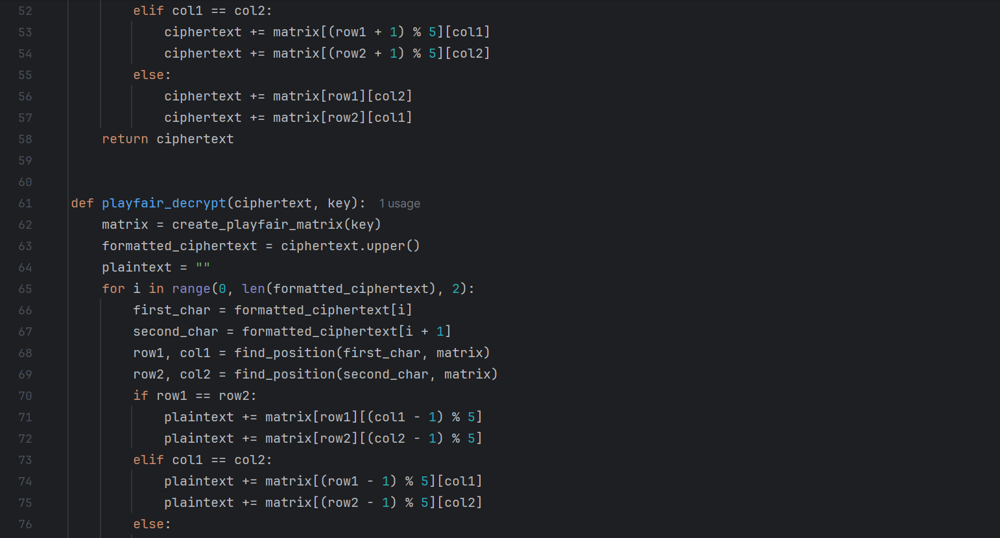 52 elif col1 == col2:
53 ciphertext += matrix[(row1 + 1) % 5][col1]
54 ciphertext += matrix[(row2 + 1) % 5][col2]
55 else:
56 ciphertext += matrix[row1][col2]
57 ciphertext += matrix[row2][col1]
58 return ciphertext
59
60
61 def playfair_decrypt(ciphertext, key): 1 usage
62 matrix = create_playfair_matrix(key)
63 formatted_ciphertext = ciphertext.upper()
64 plaintext = ""
65 for i in range(0, len(formatted_ciphertext), 2):
66 first_char = formatted_ciphertext[i]
67 second_char = formatted_ciphertext[i + 1]
68 row1, col1 = find_position(first_char, matrix)
69 row2, col2 = find_position(second_char, matrix)
70 if row1 == row2:
71 plaintext += matrix[row1][(col1 - 1) % 5]
72 plaintext += matrix[row2][(col2 - 1) % 5]
73 elif col1 == col2:
74 plaintext += matrix[(row1 - 1) % 5][col1]
75 plaintext += matrix[(row2 - 1) % 5][col2]
76 else: